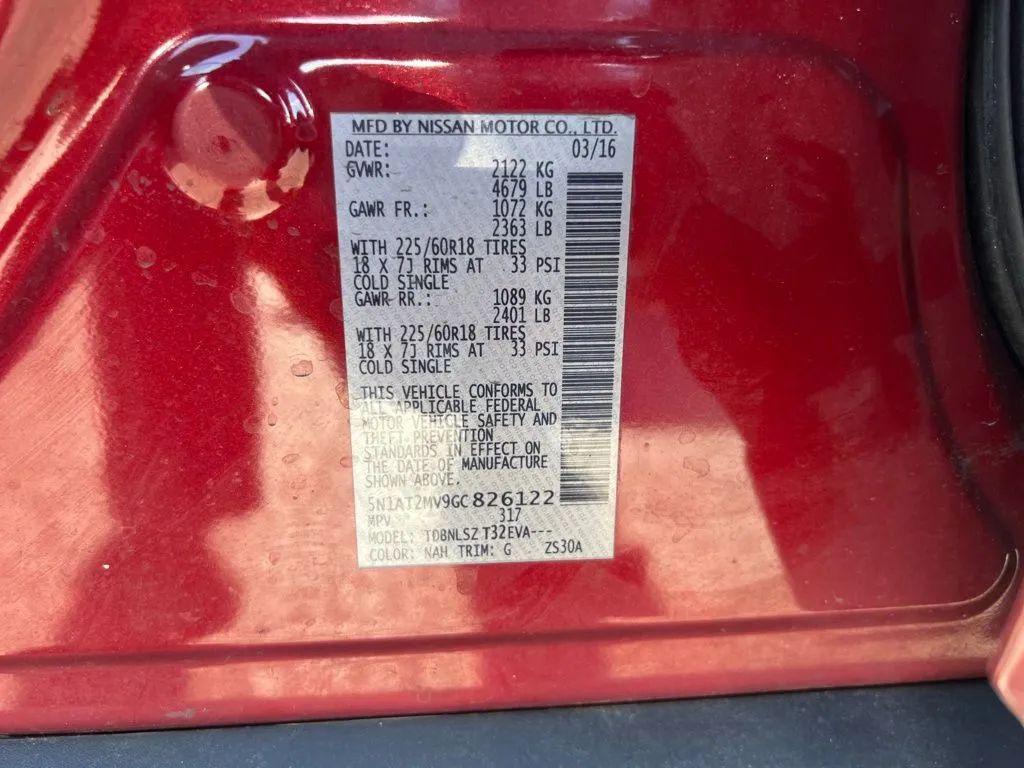 MFD BY NISSAN MOTOR CO., LTD.
DATE: 03/16
GVWR: 2122 KG
4679 LB
GAWR FR.: 1072 KG
2363 LB
WITH 225/60R18 TIRES
18 X 7J RIMS AT 33 PSI
COLD SINGLE
GAWR RR.: 1089 KG
2401 LB
WITH 225/60R18 TIRES
18 X 7J RIMS AT 33 PSI
COLD SINGLE
THIS VEHICLE CONFORMS TO
ALL APPLICABLE FEDERAL
MOTOR VEHICLE SAFETY AND
THEFT PREVENTION
STANDARDS IN EFFECT ON
THE DATE OF MANUFACTURE
SHOWN ABOVE.
5N1AT2MV9GC826122
MPV 317
MODEL: TDBNLSZ T32EVA---
COLOR: NAH TRIM: G ZS30A